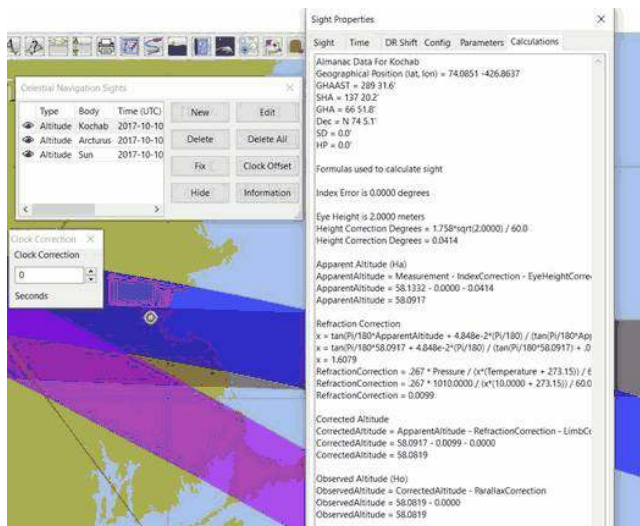 Celestial Navigation Sights
Type Body Time (UTC)
Altitude Kochab 2017-10-10
Altitude Arcturus 2017-10-10
Altitude Sun 2017-10-10
New Edit
Delete Delete All
Fix Clock Offset
Hide Information
Clock Correction
Clock Correction
0
Seconds
Sight Properties
Sight Time DR Shift Config Parameters Calculations
Almanac Data For Kochab
Geographical Position (lat, lon) = 74.0851 -426.8637
GHAAST = 289 31.6'
SHA = 137 20.2'
GHA = 66 51.8'
Dec = N 74 5.1'
SD = 0.0'
HP = 0.0'
Formulas used to calculate sight
Index Error is 0.0000 degrees
Eye Height is 2.0000 meters
Height Correction Degrees = 1.758*sqrt(2.0000) / 60.0
Height Correction Degrees = 0.0414
Apparent Altitude (Ha)
ApparentAltitude = Measurement - IndexCorrection - EyeHeightCorre
ApparentAltitude = 58.1332 - 0.0000 - 0.0414
ApparentAltitude = 58.0917
Refraction Correction
x = tan(Pi/180*ApparentAltitude + 4.848e-2*(Pi/180) / (tan(Pi/180*App
x = tan(Pi/180*58.0917 + 4.848e-2*(Pi/180) / (tan(Pi/180*58.0917) + .0
x = 1.6079
RefractionCorrection = .267 * Pressure / (x*(Temperature + 273.15)) / 6
RefractionCorrection = .267 * 1010.0000 / (x*(10.0000 + 273.15)) / 60.0
RefractionCorrection = 0.0099
Corrected Altitude
CorrectedAltitude = ApparentAltitude - RefractionCorrection - LimbCo
CorrectedAltitude = 58.0917 - 0.0099 - 0.0000
CorrectedAltitude = 58.0819
Observed Altitude (Ho)
ObservedAltitude = CorrectedAltitude - ParallaxCorrection
ObservedAltitude = 58.0819 - 0.0000
ObservedAltitude = 58.0819